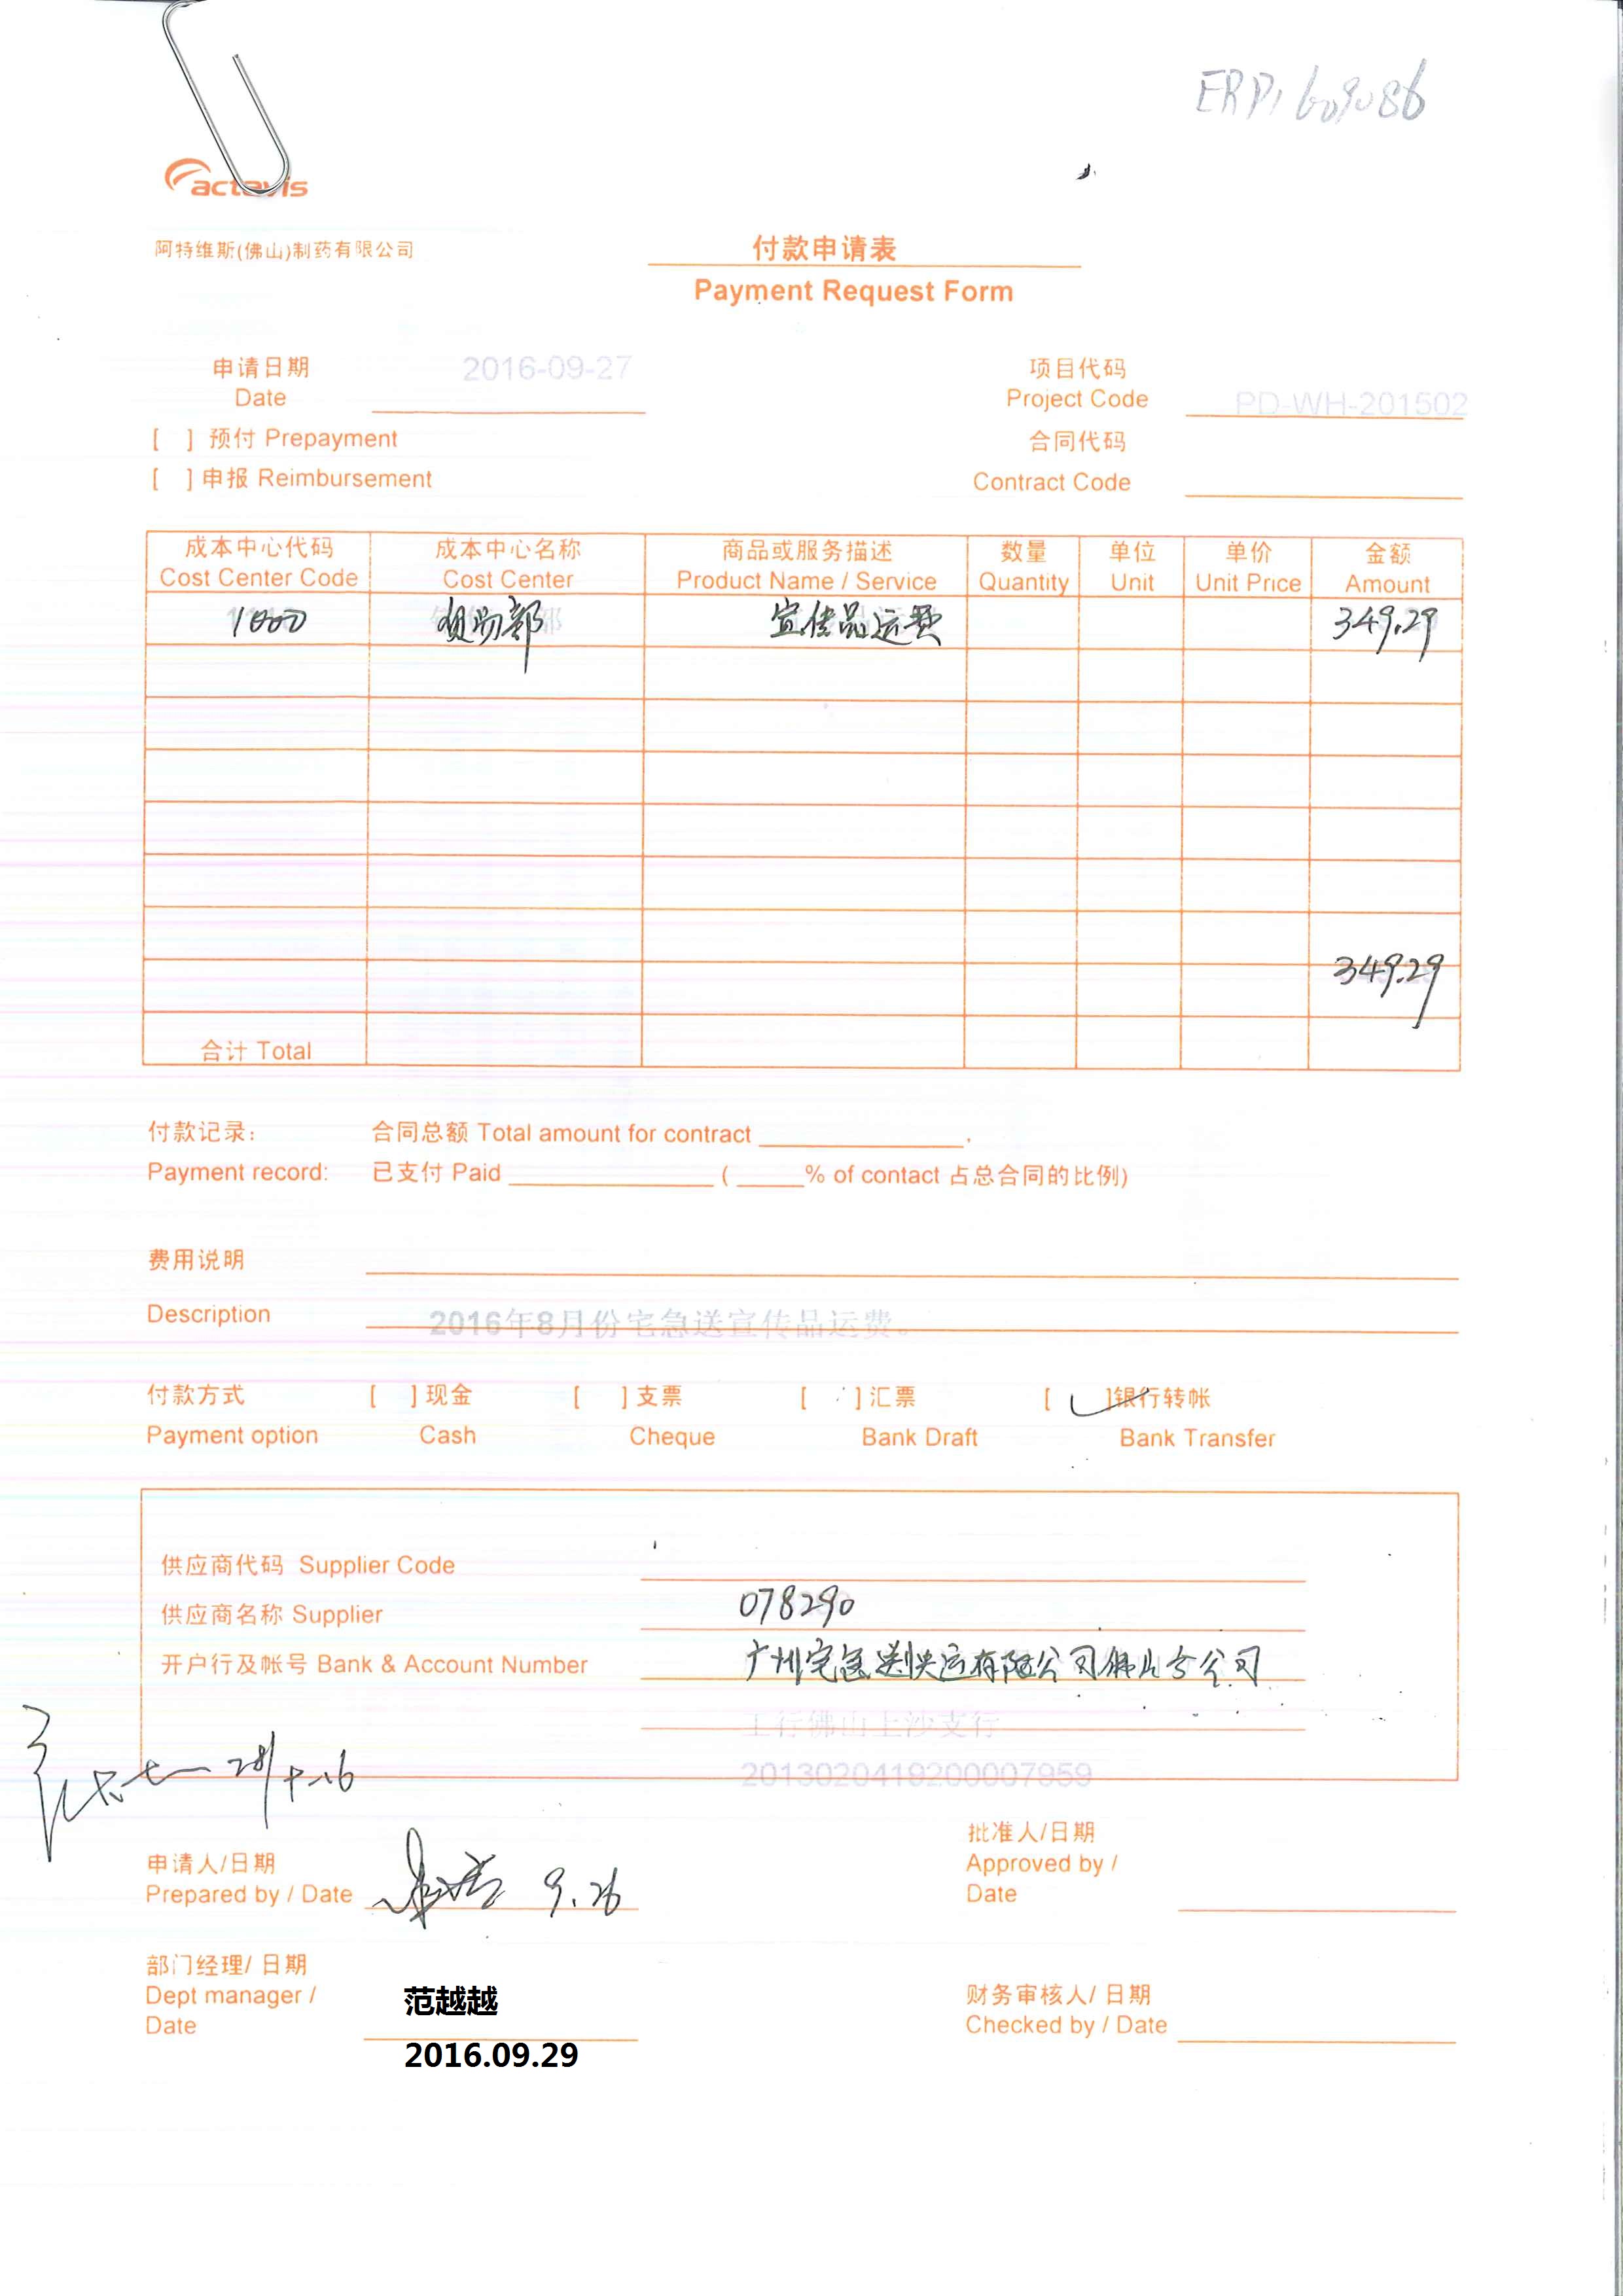 ERP1609086
actavis
阿特维斯(佛山)制药有限公司
付款申请表
Payment Request Form
申请日期 2016-09-27 项目代码
Date Project Code PD-WH-201502
[ ] 预付 Prepayment 合同代码
[ ] 申报 Reimbursement Contract Code
成本中心代码 成本中心名称 商品或服务描述 数量 单位 单价 金额
Cost Center Code Cost Center Product Name / Service Quantity Unit Unit Price Amount
1000 宣传品运费 349.29
349.29
合计 Total
付款记录: 合同总额 Total amount for contract
Payment record: 已支付 Paid ( % of contact 占总合同的比例)
费用说明
Description 2016年8月份宅急送宣传品运费。
付款方式 [ ] 现金 [ ] 支票 [ ] 汇票 [ ] 银行转帐
Payment option Cash Cheque Bank Draft Bank Transfer
供应商代码 Supplier Code
供应商名称 Supplier 078290
开户行及帐号 Bank & Account Number 广州宅急送快运有限公司佛山分公司
工行佛山上沙支行
2013020419200007959
申请人/日期 批准人/日期
Prepared by / Date 9.26 Approved by /
Date
部门经理/ 日期
Dept manager / 范越越 财务审核人/ 日期
Date Checked by / Date
2016.09.29